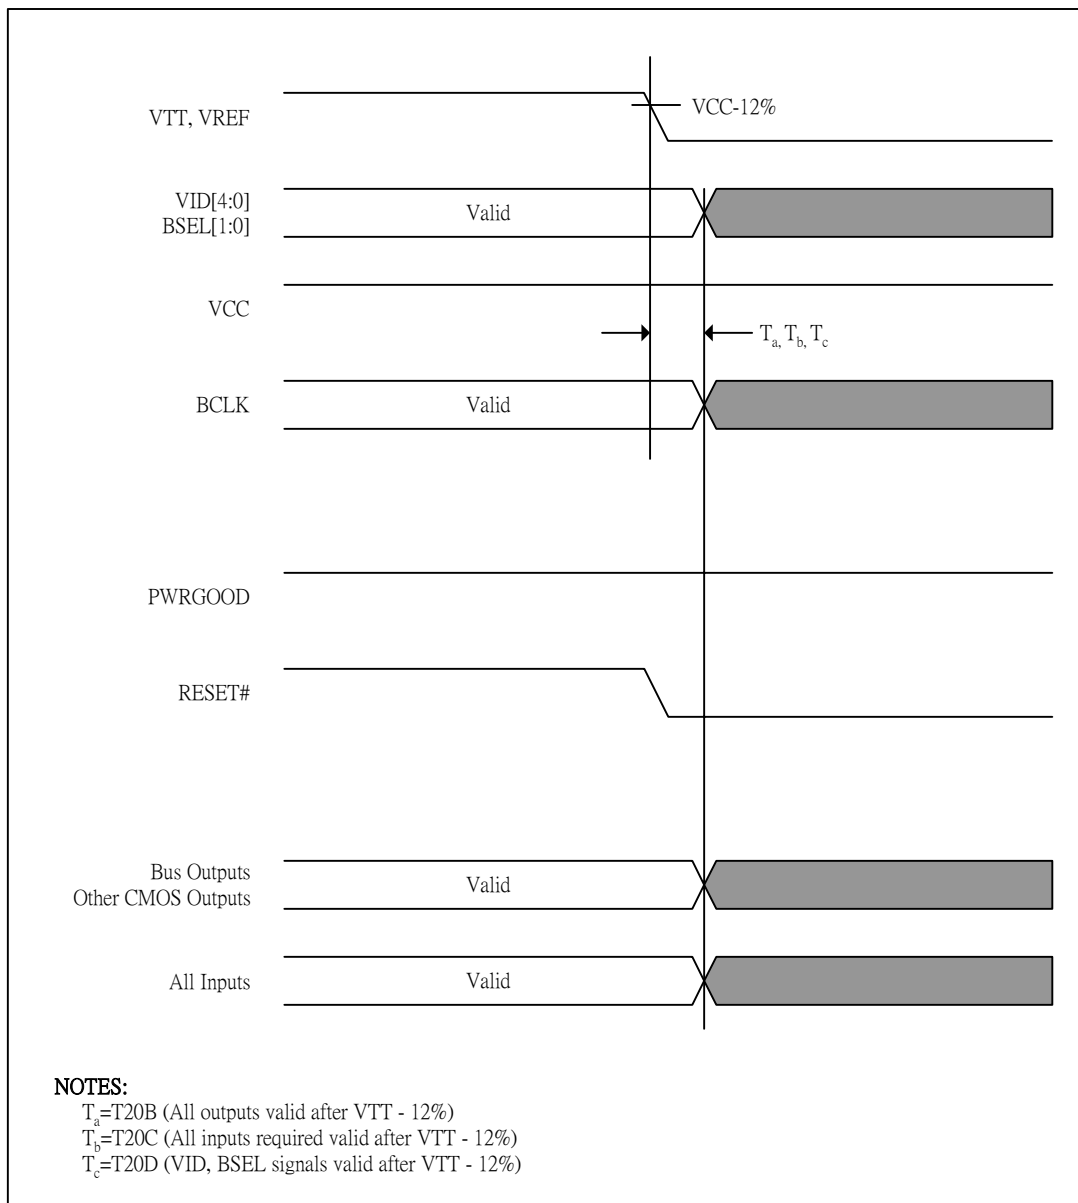 VTT, VREF
VCC-12%
VID[4:0]
BSEL[1:0]
Valid
VCC
Ta, Tb, Tc
BCLK
Valid
PWRGOOD
RESET#
Bus Outputs
Other CMOS Outputs
Valid
All Inputs
Valid
NOTES:
Ta=T20B (All outputs valid after VTT - 12%)
Tb=T20C (All inputs required valid after VTT - 12%)
Tc=T20D (VID, BSEL signals valid after VTT - 12%)